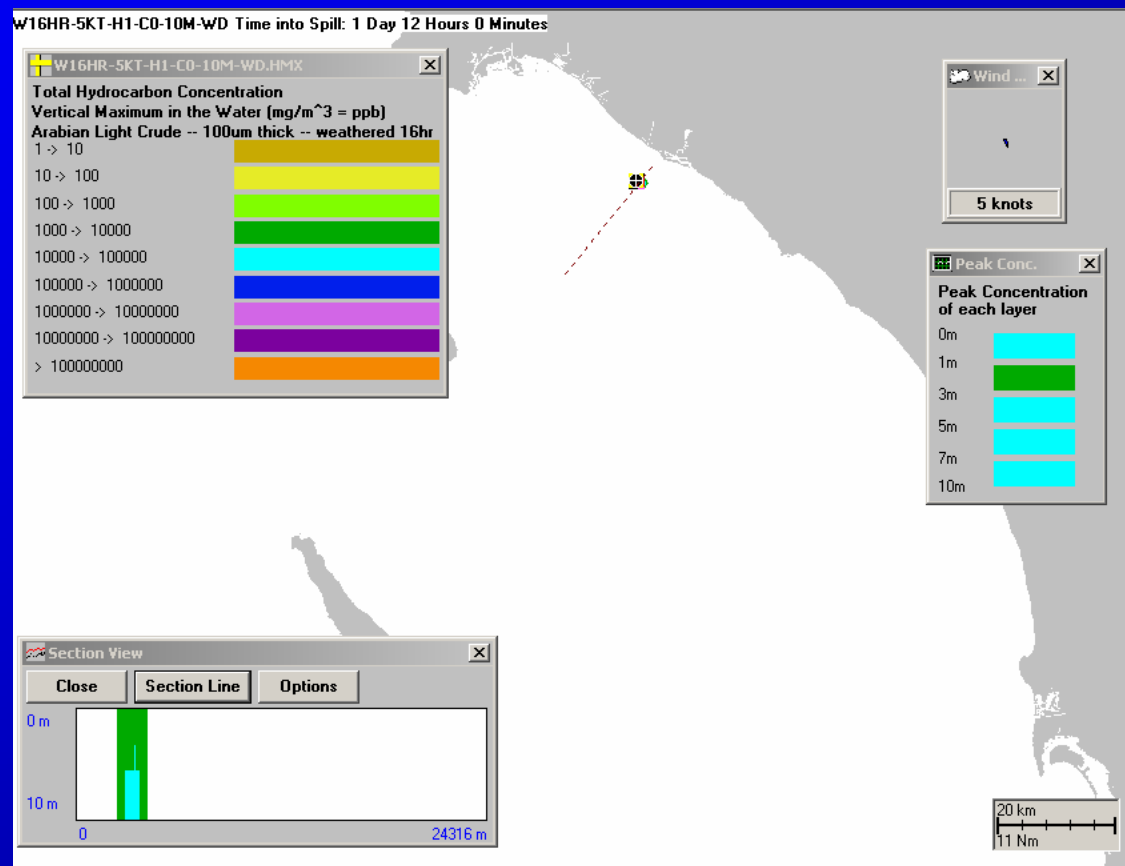 W16HR-5KT-H1-C0-10M-WD Time into Spill: 1 Day 12 Hours 0 Minutes
W16HR-5KT-H1-C0-10M-WD.HMX
Total Hydrocarbon Concentration
Vertical Maximum in the Water (mg/m^3 = ppb)
Arabian Light Crude -- 100um thick -- weathered 16hr
1 -> 10
10 -> 100
100 -> 1000
1000 -> 10000
10000 -> 100000
100000 -> 1000000
1000000 -> 10000000
10000000 -> 100000000
> 100000000
Wind ...
5 knots
Peak Conc.
Peak Concentration
of each layer
0m
1m
3m
5m
7m
10m
Section View
Close Section Line Options
0 m
10 m
0 24316 m
20 km
11 Nm